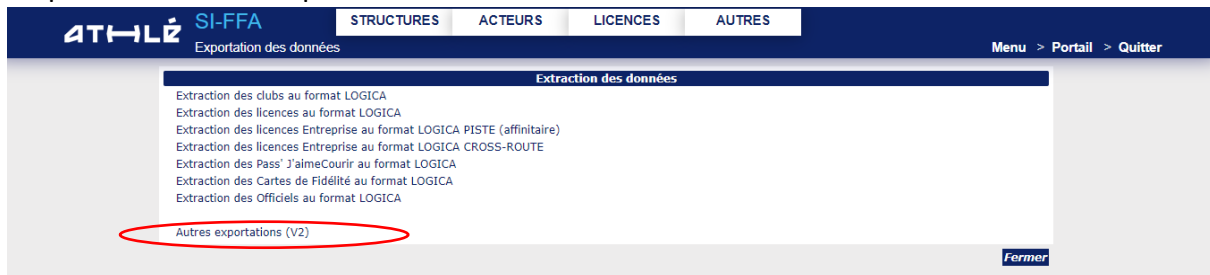 ATHLÉ
SI-FFA
STRUCTURES ACTEURS LICENCES AUTRES
Exportation des données
Menu > Portail > Quitter
Extraction des données
Extraction des clubs au format LOGICA
Extraction des licences au format LOGICA
Extraction des licences Entreprise au format LOGICA PISTE (affinitaire)
Extraction des licences Entreprise au format LOGICA CROSS-ROUTE
Extraction des Pass' J'aimeCourir au format LOGICA
Extraction des Cartes de Fidélité au format LOGICA
Extraction des Officiels au format LOGICA
Autres exportations (V2)
Fermer